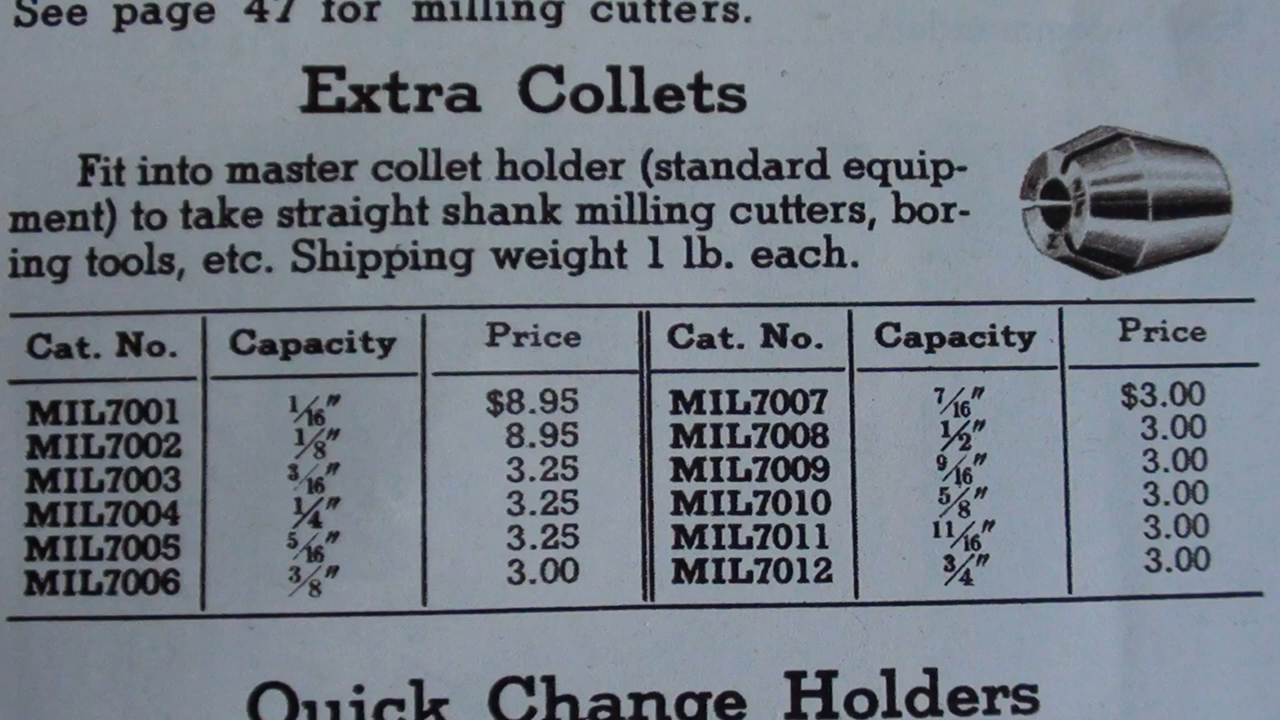 See page 47 for milling cutters.
Extra Collets
Fit into master collet holder (standard equip-
ment) to take straight shank milling cutters, bor-
ing tools, etc. Shipping weight 1 lb. each.
Cat. No. Capacity Price Cat. No. Capacity Price
MIL7001 1/16" $8.95 MIL7007 7/16" $3.00
MIL7002 1/8" 8.95 MIL7008 1/2" 3.00
MIL7003 3/16" 3.25 MIL7009 9/16" 3.00
MIL7004 1/4" 3.25 MIL7010 5/8" 3.00
MIL7005 5/16" 3.25 MIL7011 11/16" 3.00
MIL7006 3/8" 3.00 MIL7012 3/4" 3.00
Quick Change Holders